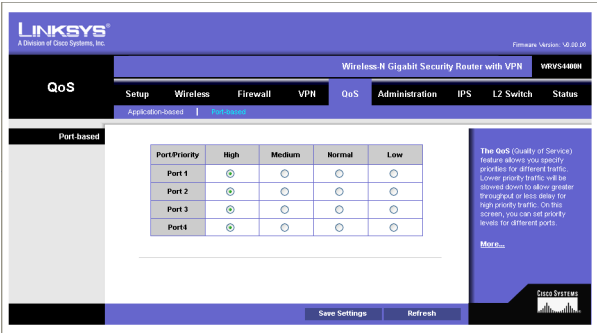 LINKSYS®
A Division of Cisco Systems, Inc.
Firmware Version: V0.00.06
Wireless-N Gigabit Security Router with VPN WRVS4400N
QoS
Setup Wireless Firewall VPN QoS Administration IPS L2 Switch Status
Application-based | Port-based
Port-based
Port/Priority High Medium Normal Low
Port 1
Port 2
Port 3
Port4
The QoS (Quality of Service)
feature allows you specify
priorities for different traffic.
Lower priority traffic will be
slowed down to allow greater
throughput or less delay for
high priority traffic. On this
screen, you can set priority
levels for different ports.
More...
Save Settings Refresh
CISCO SYSTEMS